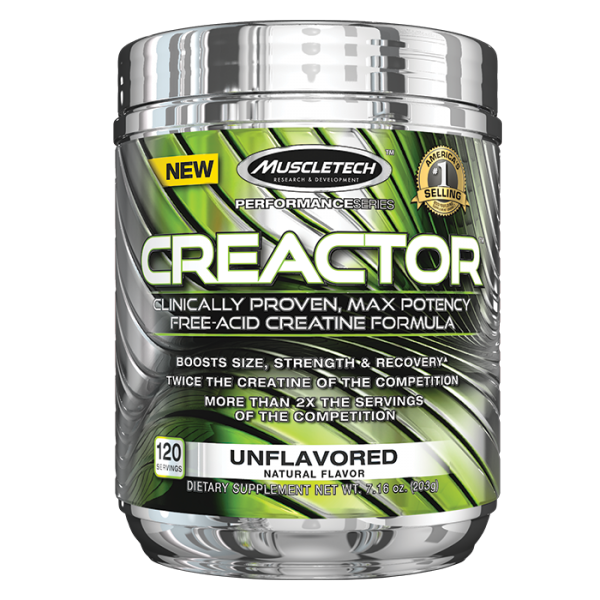 NEW
MUSCLETECH™
RESEARCH & DEVELOPMENT
PERFORMANCESERIES
AMERICA'S
#1
SELLING
CREACTOR
CLINICALLY PROVEN, MAX POTENCY
FREE-ACID CREATINE FORMULA
BOOSTS SIZE, STRENGTH & RECOVERY▲
TWICE THE CREATINE OF THE COMPETITION
MORE THAN 2X THE SERVINGS
OF THE COMPETITION
120
SERVINGS
UNFLAVORED
NATURAL FLAVOR
DIETARY SUPPLEMENT NET WT. 7.16 oz. (203g)